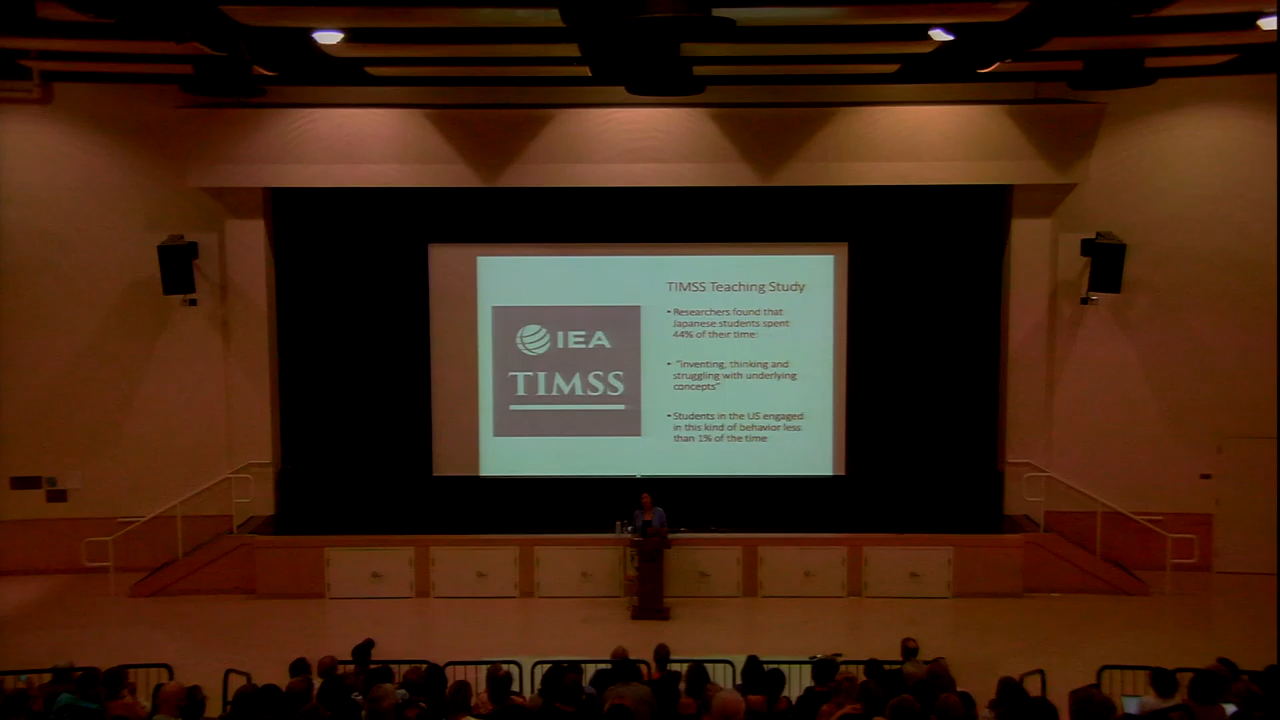 IEA
TIMSS
TIMSS Teaching Study
• Researchers found that
Japanese students spent
44% of their time:
• "inventing, thinking and
struggling with underlying
concepts"
• Students in the US engaged
in this kind of behavior less
than 1% of the time